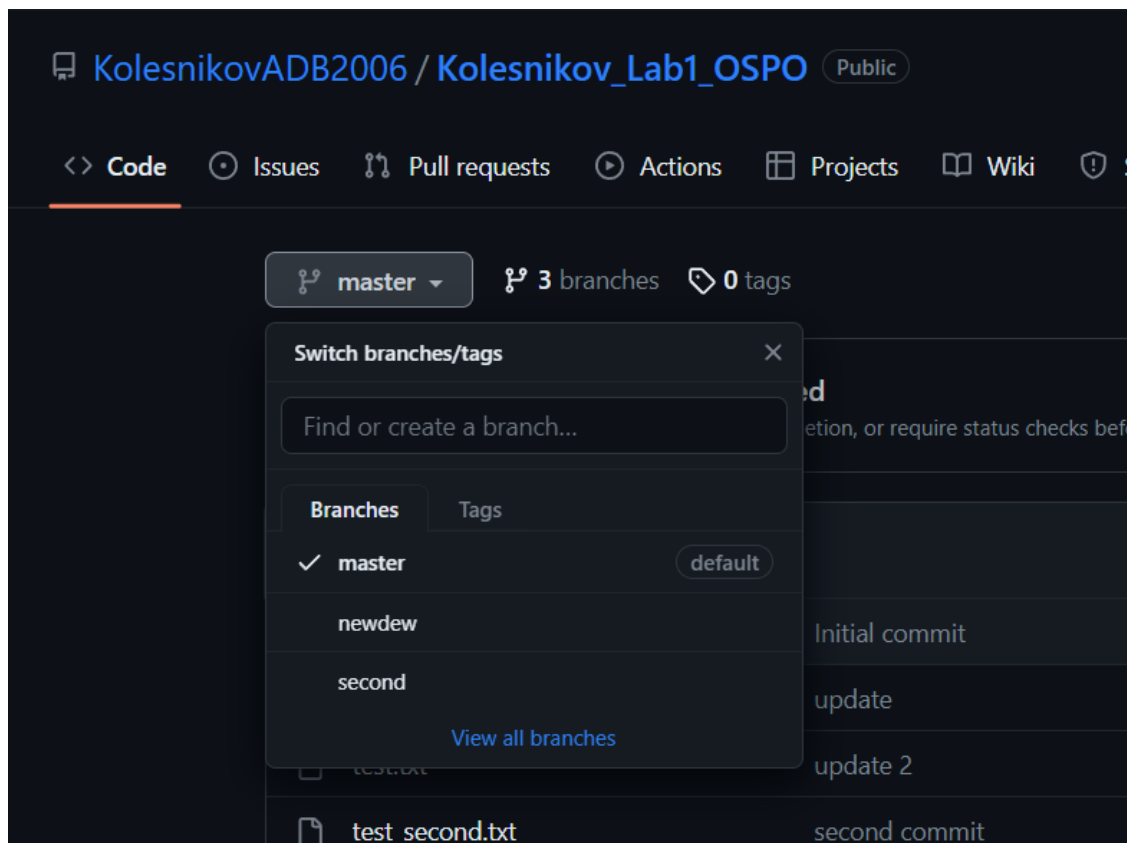 KolesnikovADB2006 / Kolesnikov_Lab1_OSPO Public
Code Issues Pull requests Actions Projects Wiki
master 3 branches 0 tags
Switch branches/tags
Find or create a branch...
etion, or require status checks
Branches Tags
master default
newdew
Initial commit
second
update
View all branches
test.txt update 2
test_second.txt second commit